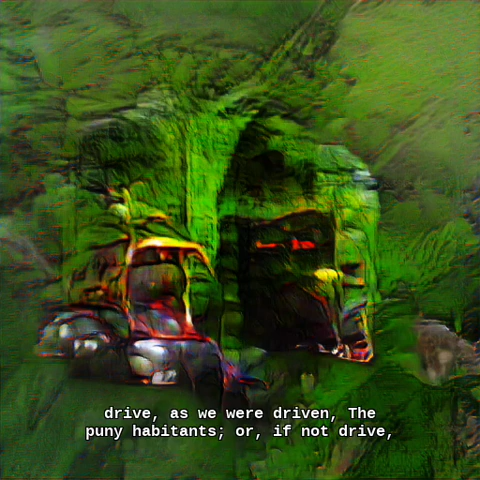 drive, as we were driven, The
puny habitants; or, if not drive,